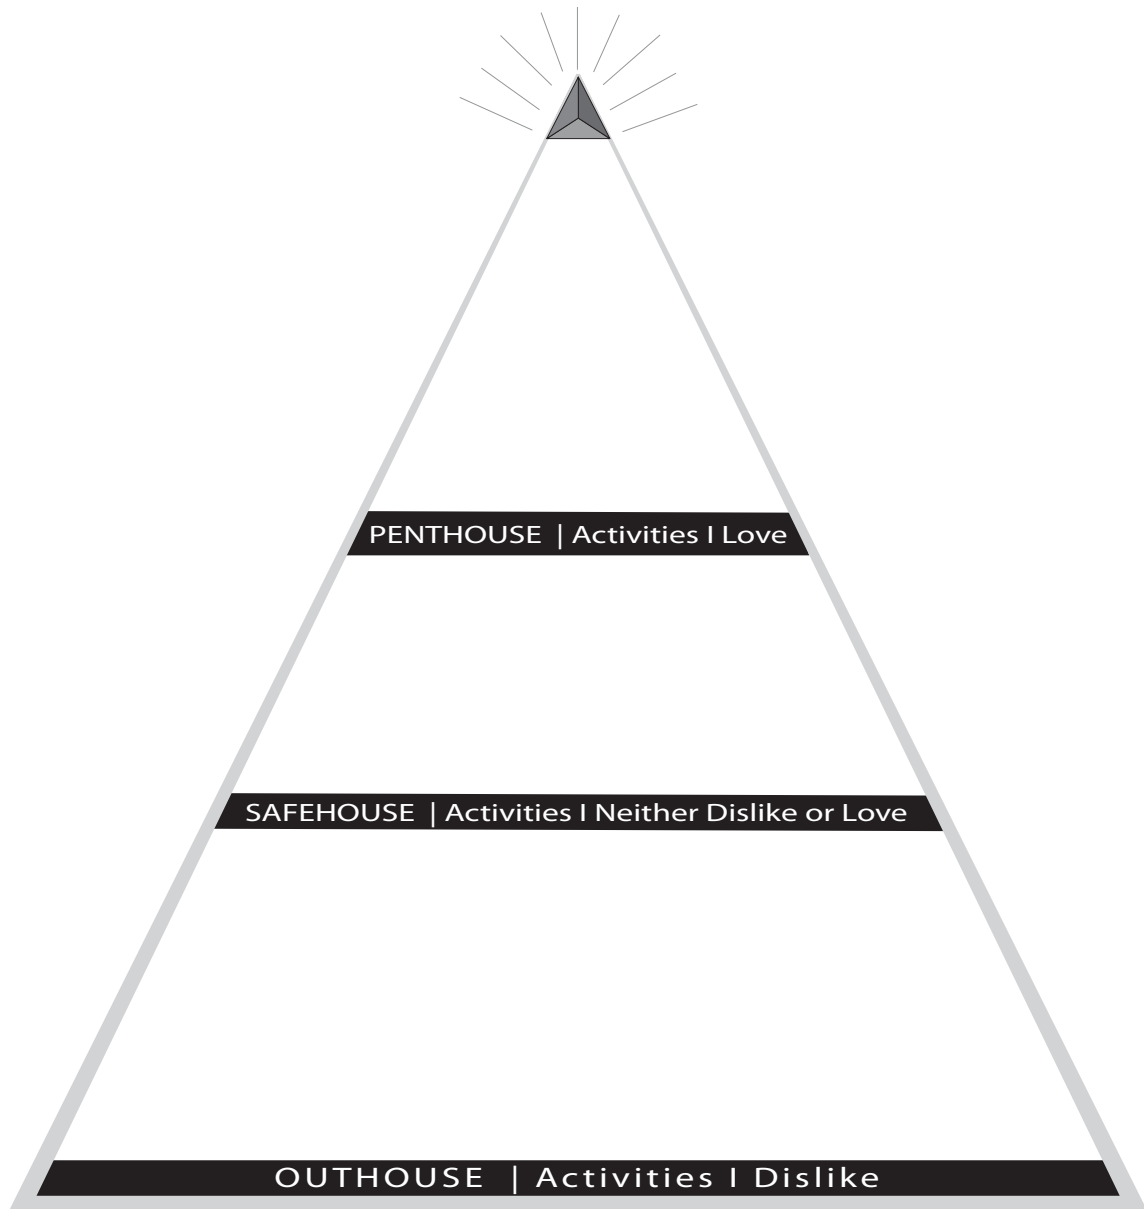 PENTHOUSE | Activities I Love
SAFEHOUSE | Activities I Neither Dislike or Love
OUTHOUSE | Activities I Dislike